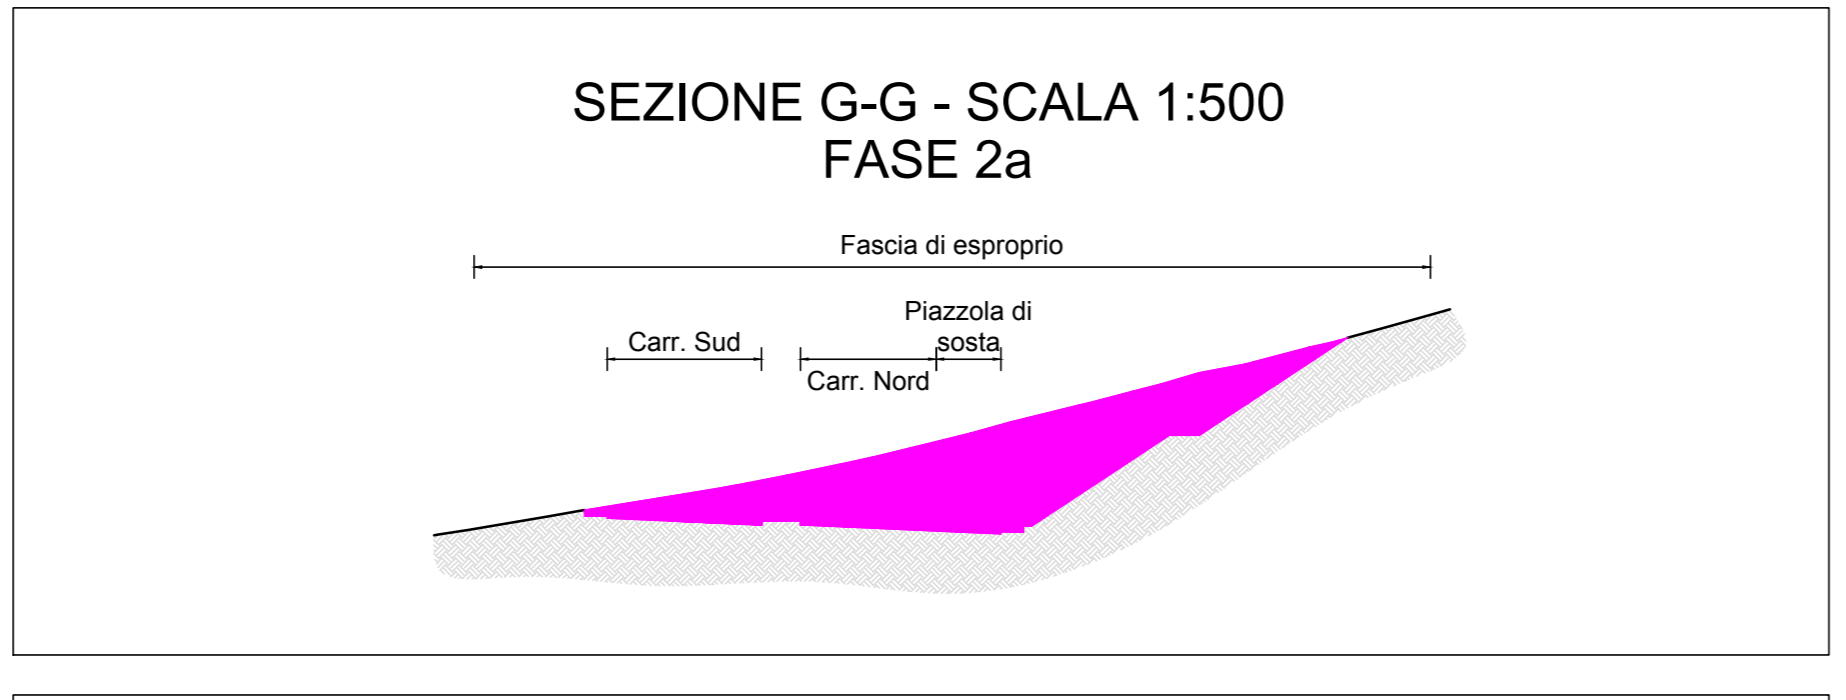 SEZIONE G-G - SCALA 1:500
FASE 2a
Fascia di esproprio
Piazzola di
sosta
Carr. Sud
Carr. Nord